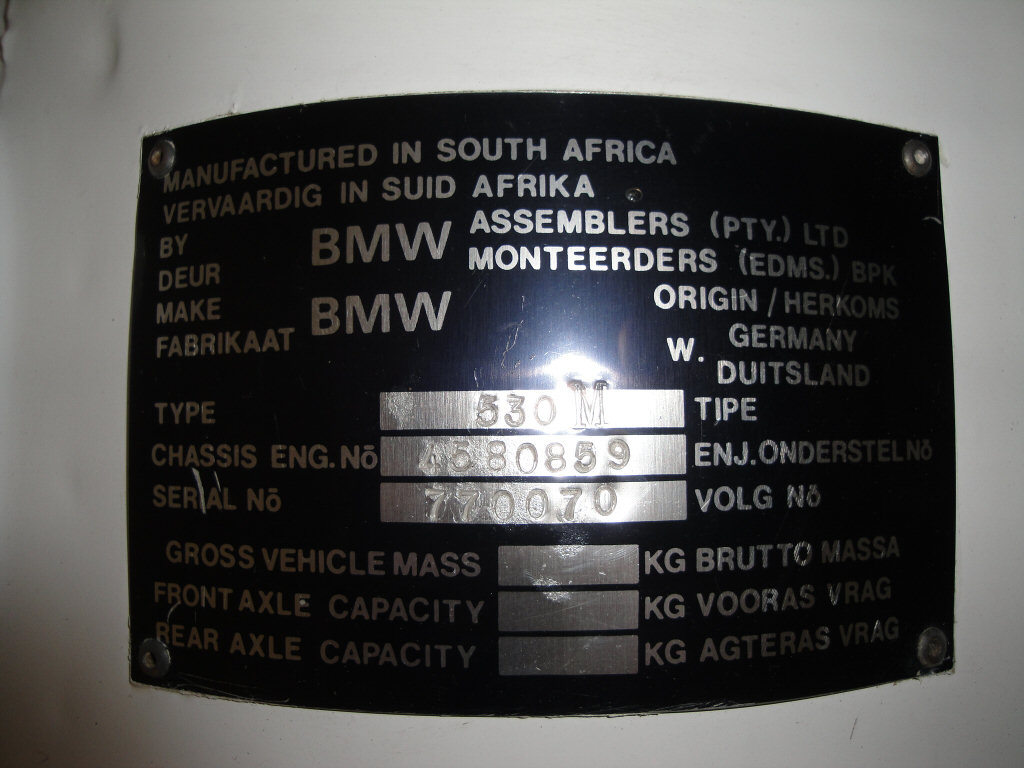 MANUFACTURED IN SOUTH AFRICA
VERVAARDIG IN SUID AFRIKA
BY BMW ASSEMBLERS (PTY.) LTD
DEUR MONTEERDERS (EDMS.) BPK
MAKE BMW ORIGIN / HERKOMS
FABRIKAAT W. GERMANY
DUITSLAND
TYPE 530 M TIPE
CHASSIS ENG. Nō 4580859 ENJ. ONDERSTEL Nō
SERIAL Nō 770070 VOLG Nō
GROSS VEHICLE MASS KG BRUTTO MASSA
FRONT AXLE CAPACITY KG VOORAS VRAG
REAR AXLE CAPACITY KG AGTERAS VRAG